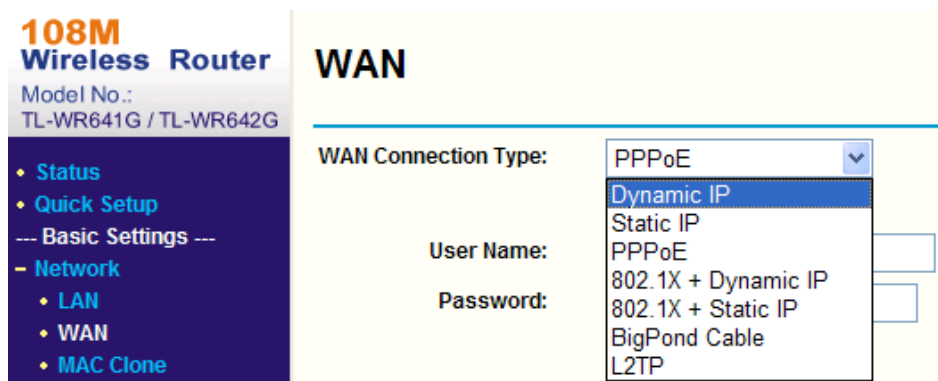 108M
Wireless Router
Model No.:
TL-WR641G / TL-WR642G
• Status
• Quick Setup
--- Basic Settings ---
– Network
• LAN
• WAN
• MAC Clone
WAN
WAN Connection Type:
PPPoE
Dynamic IP
Static IP
PPPoE
802.1X + Dynamic IP
802.1X + Static IP
BigPond Cable
L2TP
User Name:
Password: